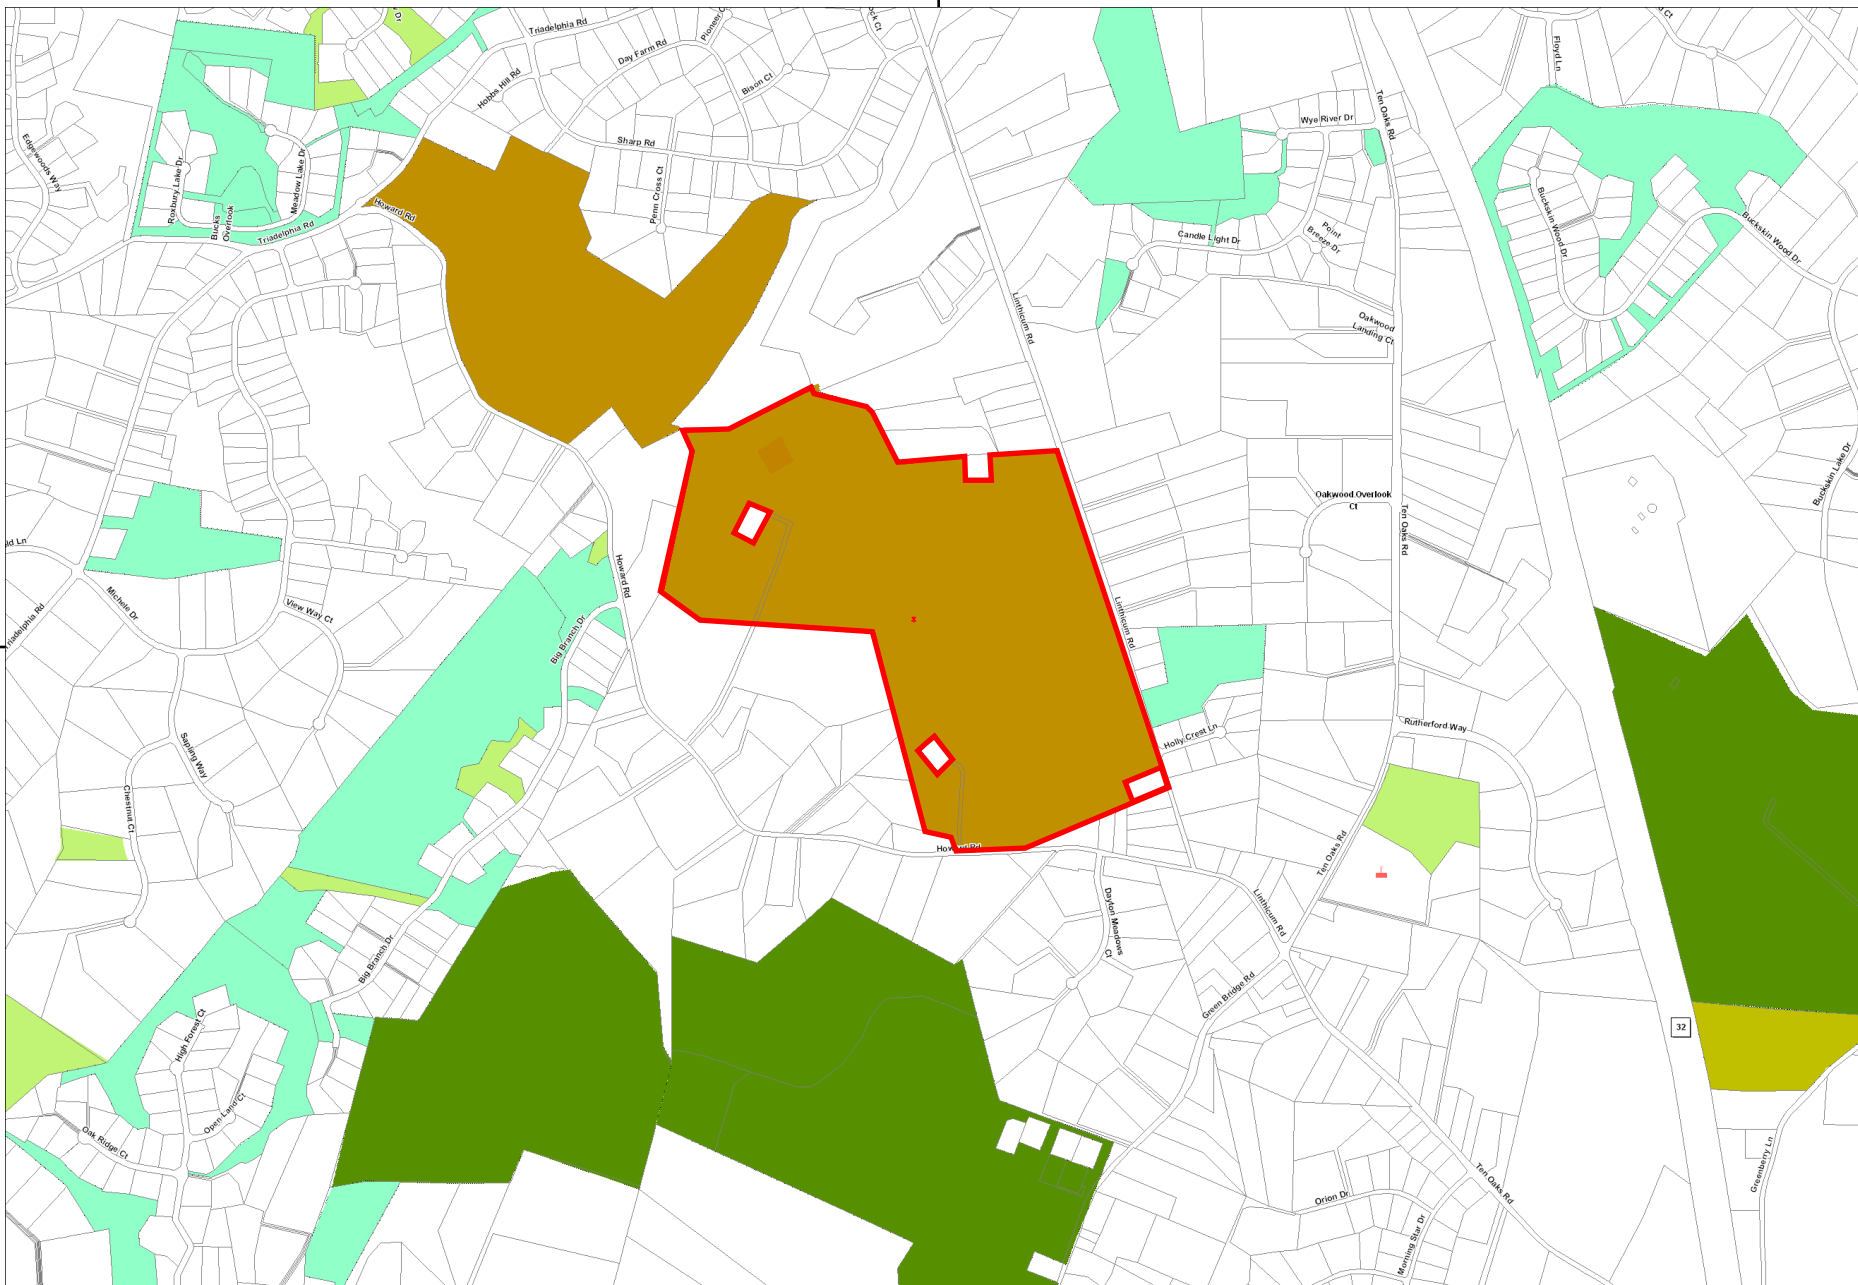 Triadelphia Rd
Day Farm Rd
Hobbs Hill Rd
Bison Ct
Sharp Rd
Penn Cross Ct
Edgewoods Way
Roxbury Lake Dr
Meadow Lake Dr
Bucks
Overlook
Triadelphia Rd
Howard Rd
Linthicum Rd
Ten Oaks Rd
Wye River Dr
Candle Light Dr
Point
Breeze Dr
Oakwood
Landing Ct
Floyd Ln
Buckskin Wood Dr
Buckskin Wood Dr
Buckskin Lake Dr
Oakwood Overlook
Ct
Ten Oaks Rd
Michele Dr
View Way Ct
Howard Rd
Big Branch Dr
Linthicum Rd
Holly Crest Ln
Rutherford Way
Sapling Way
Chestnut Ct
Howard Rd
Ten Oaks Rd
Linthicum Rd
Dayton Meadows
Ct
Big Branch Dr
Green Bridge Rd
High Forest Ct
Open Land Ct
Oak Ridge Ct
32
Orion Dr
Ten Oaks Rd
Morning Star Dr
Greenberry Ln